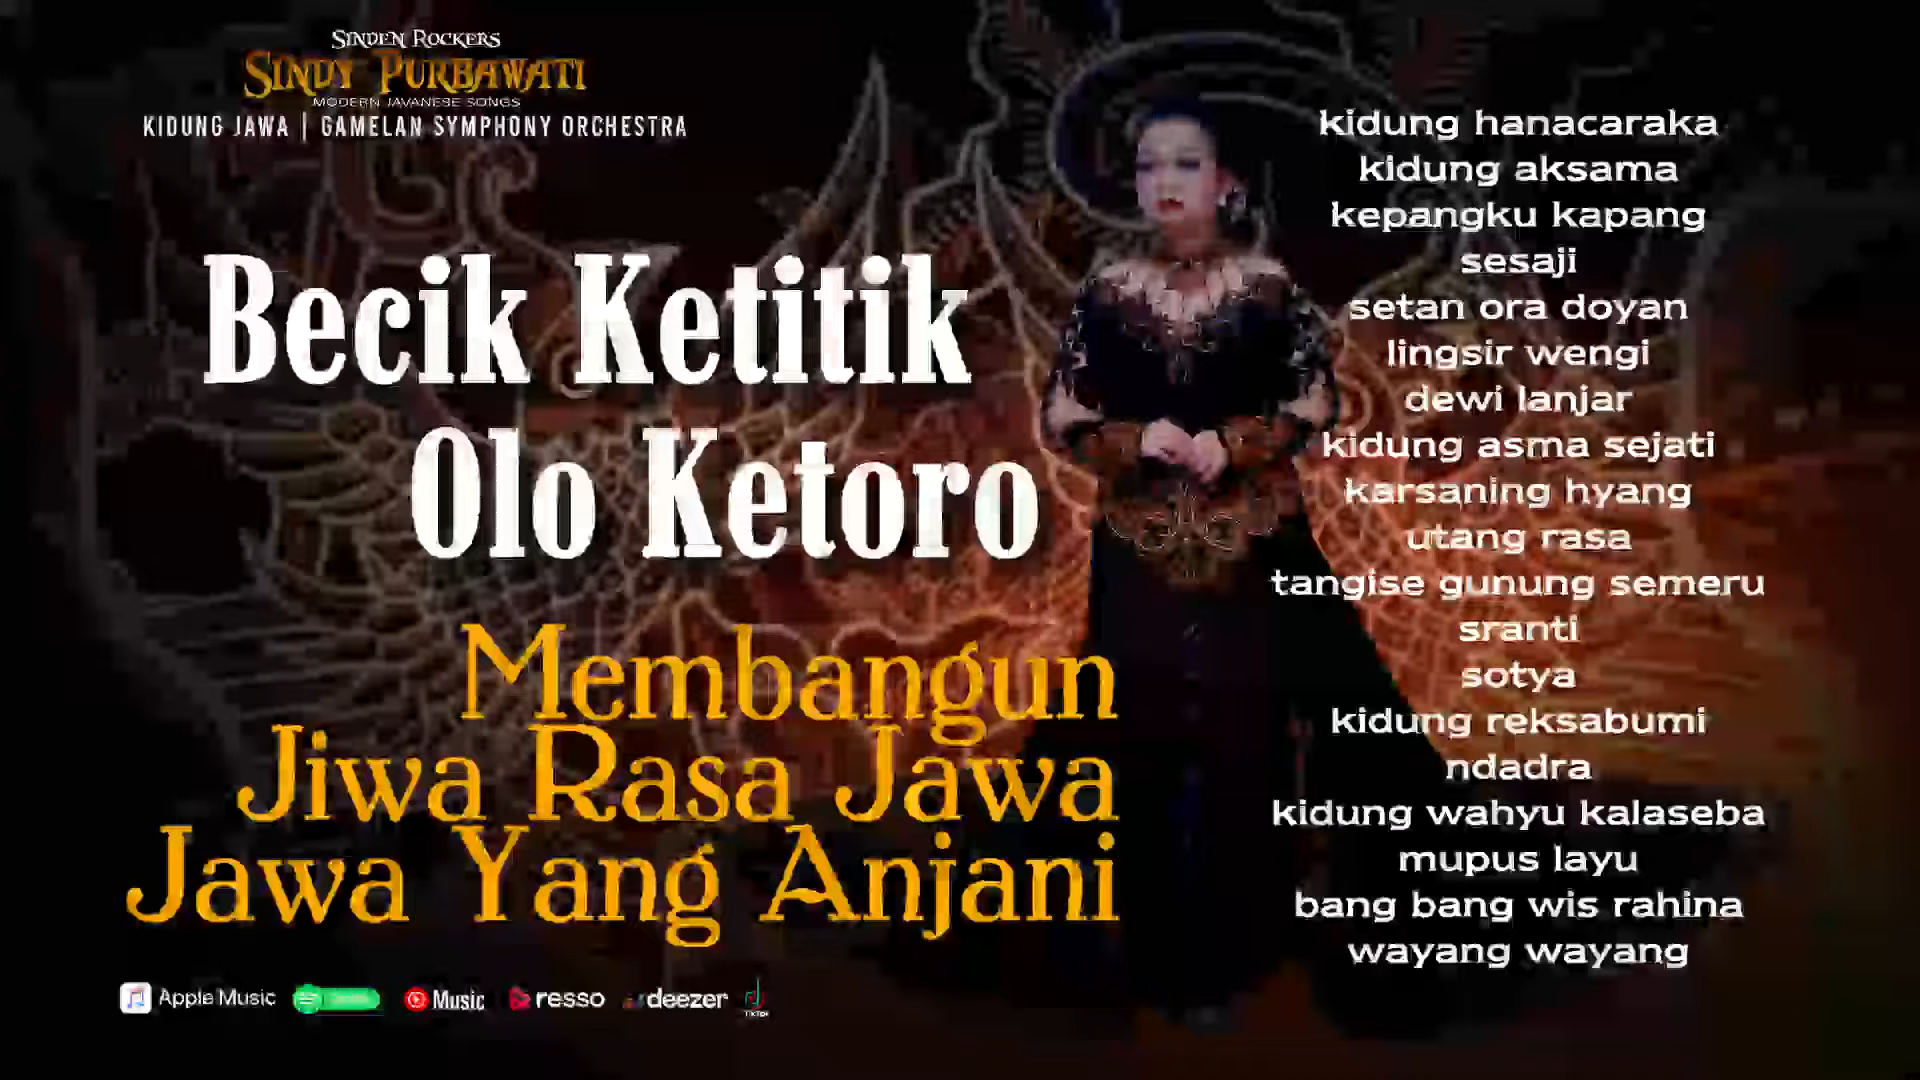 Sinden Rockers
Sindy Purbawati
MODERN JAVANESE SONGS
KIDUNG JAWA | GAMELAN SYMPHONY ORCHESTRA
Becik Ketitik
Olo Ketoro
Membangun
Jiwa Rasa Jawa
Jawa Yang Anjani
kidung hanacaraka
kidung aksama
kepangku kapang
sesaji
setan ora doyan
lingsir wengi
dewi lanjar
kidung asma sejati
karsaning hyang
utang rasa
tangise gunung semeru
sranti
sotya
kidung reksabumi
ndadra
kidung wahyu kalaseba
mupus layu
bang bang wis rahina
wayang wayang
Apple Music
Music
resso
deezer
TikTok